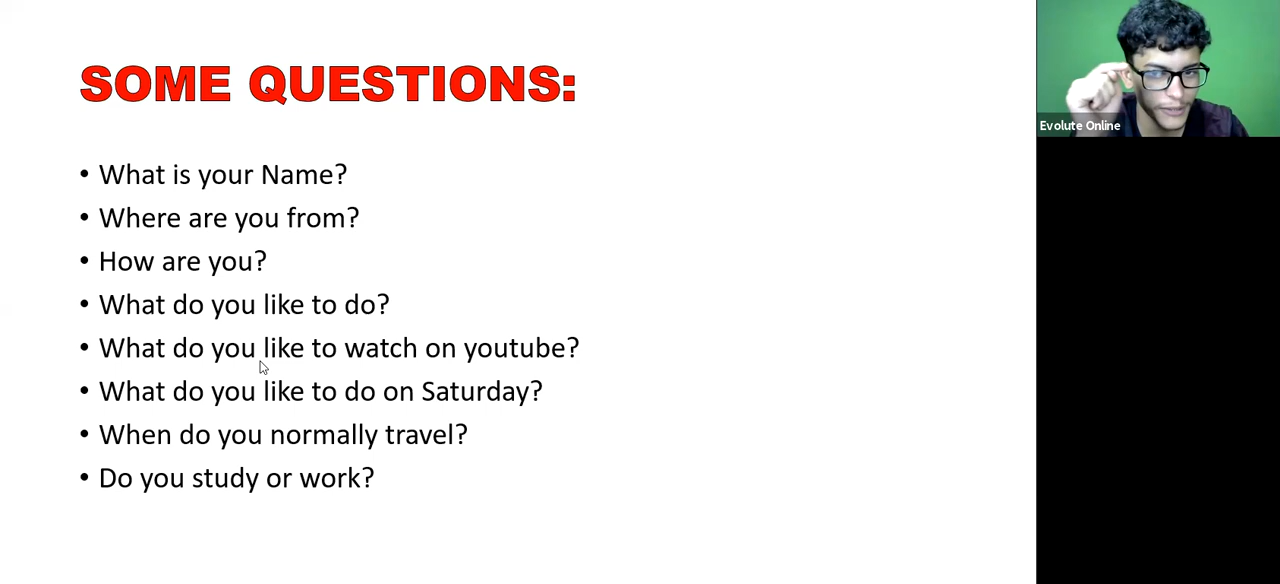 SOME QUESTIONS:
• What is your Name?
• Where are you from?
• How are you?
• What do you like to do?
• What do you like to watch on youtube?
• What do you like to do on Saturday?
• When do you normally travel?
• Do you study or work?
Evolute Online